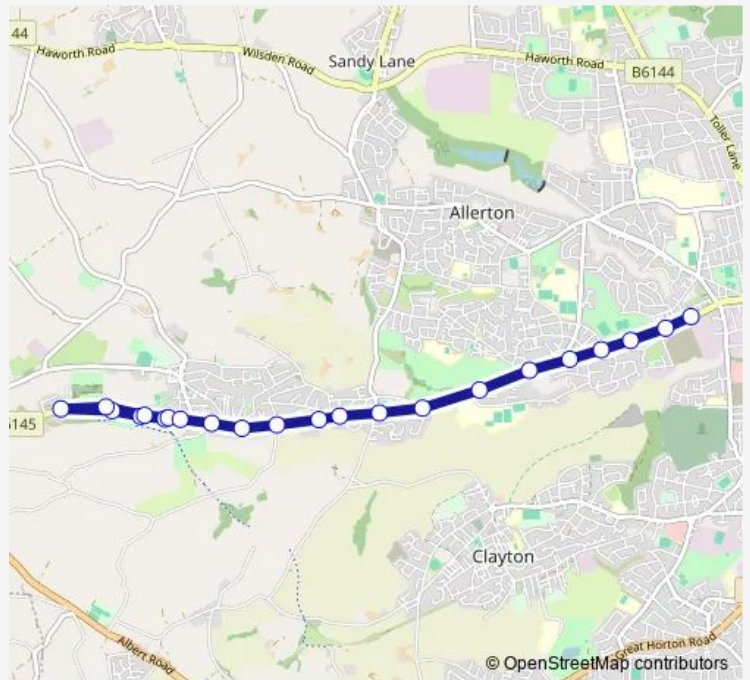 44
Haworth Road
Wilsden Road
Sandy Lane
Haworth Road
B6144
Toller Lane
Allerton
5145
Clayton
Albert Road
Great Horton Road
© OpenStreetMap contributors